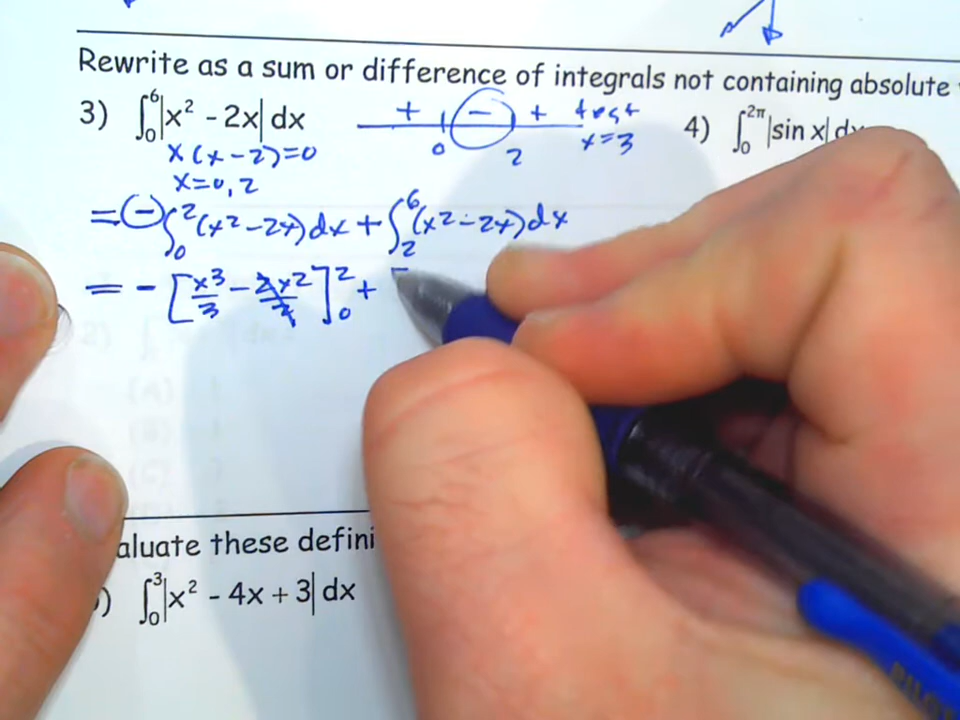 Rewrite as a sum or difference of integrals not containing absolute
3) ∫₀⁶|x² - 2x| dx
+ − + test
0 2 x=3
4) ∫₀^{2π}|sin x| dx
x(x-2)=0
x=0,2
= −∫₀²(x²-2x)dx + ∫₂⁶(x²-2x)dx
= - [x³/3 - 2x²/2]₀² + [
aluate these defini
) ∫₀³|x² - 4x + 3| dx
PILOT